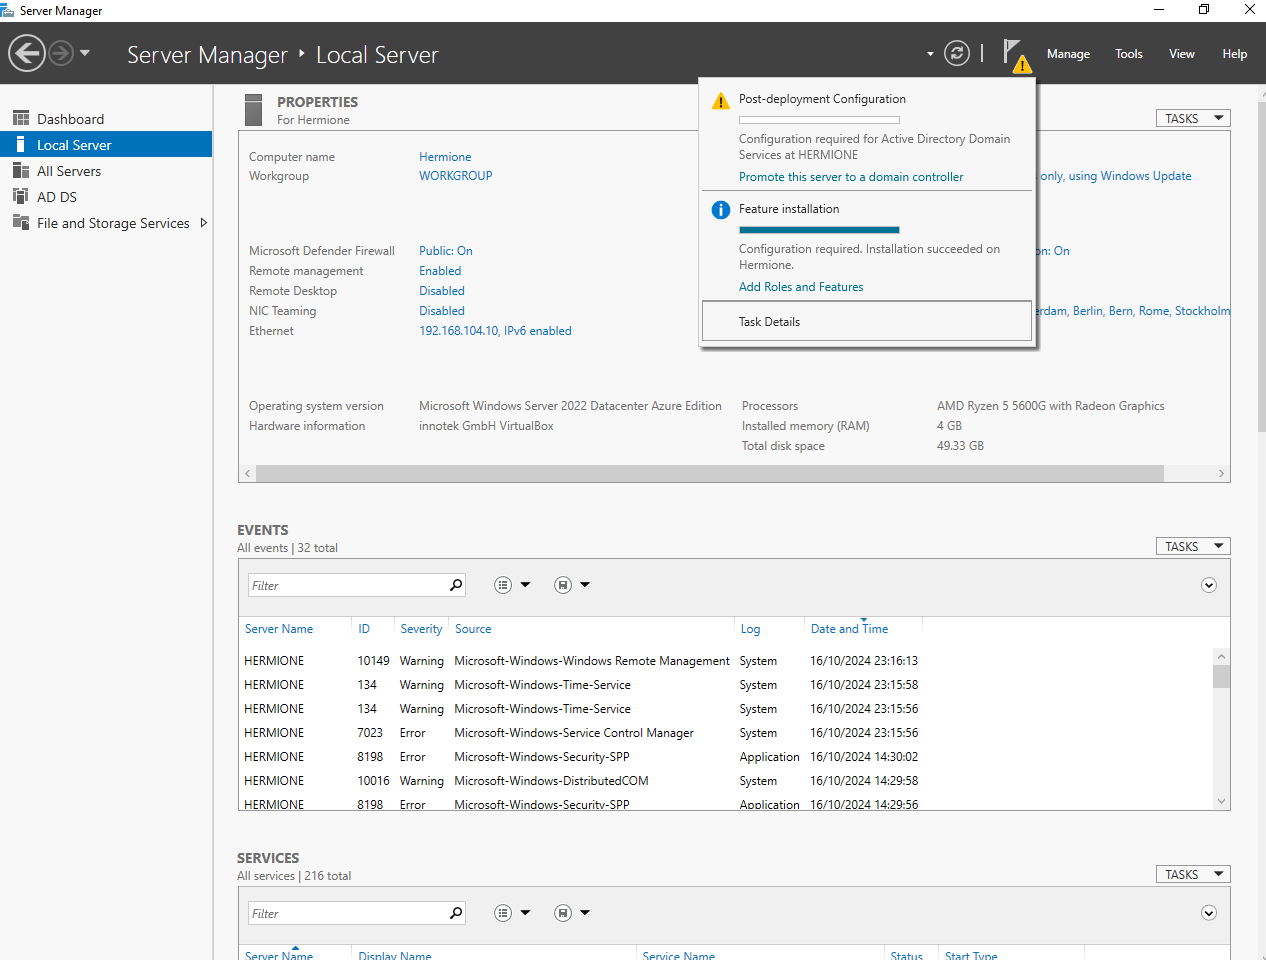 Server Manager
Server Manager ‣ Local Server
Manage Tools View Help
Dashboard
Local Server
All Servers
AD DS
File and Storage Services
PROPERTIES
For Hermione
TASKS
Computer name Hermione
Workgroup WORKGROUP
only, using Windows Update
Microsoft Defender Firewall Public: On
on: On
Remote management Enabled
Remote Desktop Disabled
NIC Teaming Disabled
erdam, Berlin, Bern, Rome, Stockholm
Ethernet 192.168.104.10, IPv6 enabled
Operating system version Microsoft Windows Server 2022 Datacenter Azure Edition Processors AMD Ryzen 5 5600G with Radeon Graphics
Hardware information innotek GmbH VirtualBox Installed memory (RAM) 4 GB
Total disk space 49.33 GB
Post-deployment Configuration
Configuration required for Active Directory Domain
Services at HERMIONE
Promote this server to a domain controller
Feature installation
Configuration required. Installation succeeded on
Hermione.
Add Roles and Features
Task Details
EVENTS
All events | 32 total
TASKS
Filter
Server Name ID Severity Source Log Date and Time
HERMIONE 10149 Warning Microsoft-Windows-Windows Remote Management System 16/10/2024 23:16:13
HERMIONE 134 Warning Microsoft-Windows-Time-Service System 16/10/2024 23:15:58
HERMIONE 134 Warning Microsoft-Windows-Time-Service System 16/10/2024 23:15:56
HERMIONE 7023 Error Microsoft-Windows-Service Control Manager System 16/10/2024 23:15:56
HERMIONE 8198 Error Microsoft-Windows-Security-SPP Application 16/10/2024 14:30:02
HERMIONE 10016 Warning Microsoft-Windows-DistributedCOM System 16/10/2024 14:29:58
HERMIONE 8198 Error Microsoft-Windows-Security-SPP Application 16/10/2024 14:29:56
SERVICES
All services | 216 total
TASKS
Filter
Server Name Display Name Service Name Status Start Type